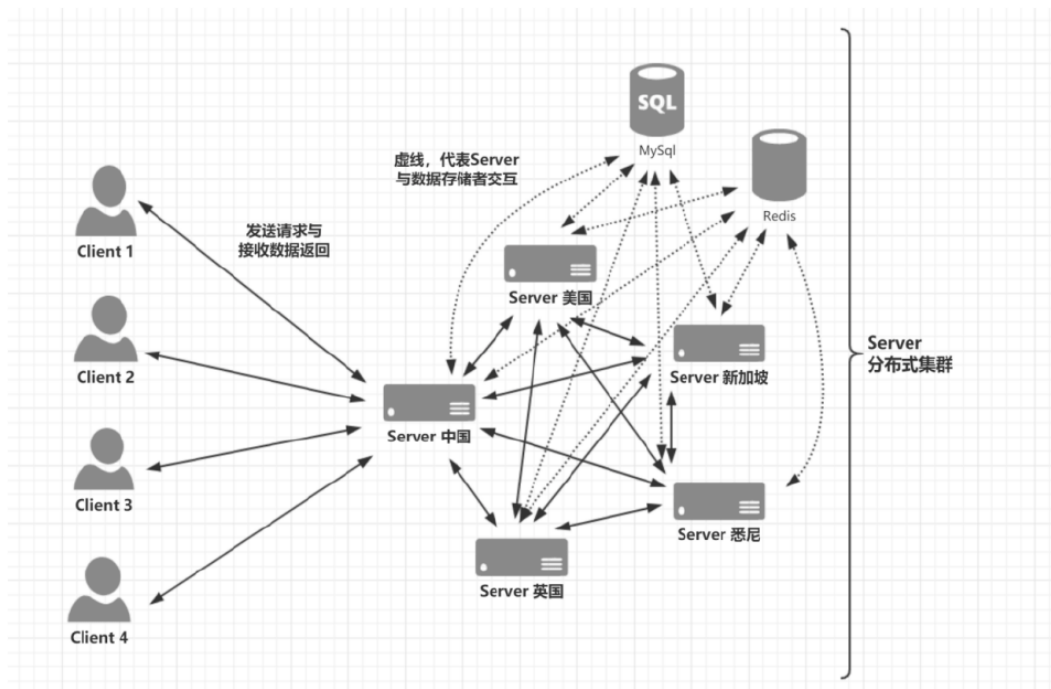 SQL
MySql
虚线，代表Server
与数据存储者交互
Redis
Client 1
发送请求与
接收数据返回
Server 美国
Client 2
Server 新加坡
Server
分布式集群
Server 中国
Client 3
Server 悉尼
Server 英国
Client 4